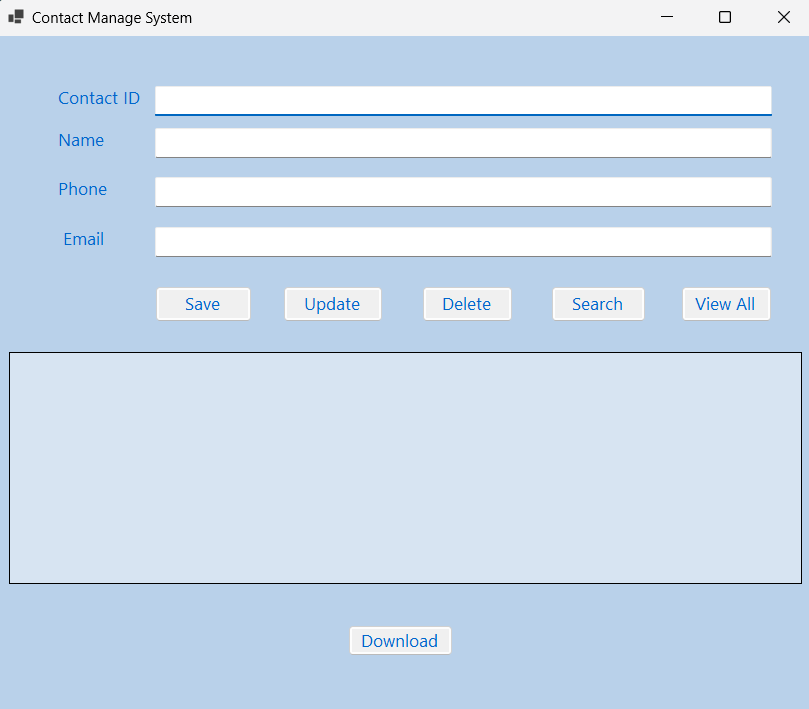 Contact Manage System
Contact ID
Name
Phone
Email
Save Update Delete Search View All
Download